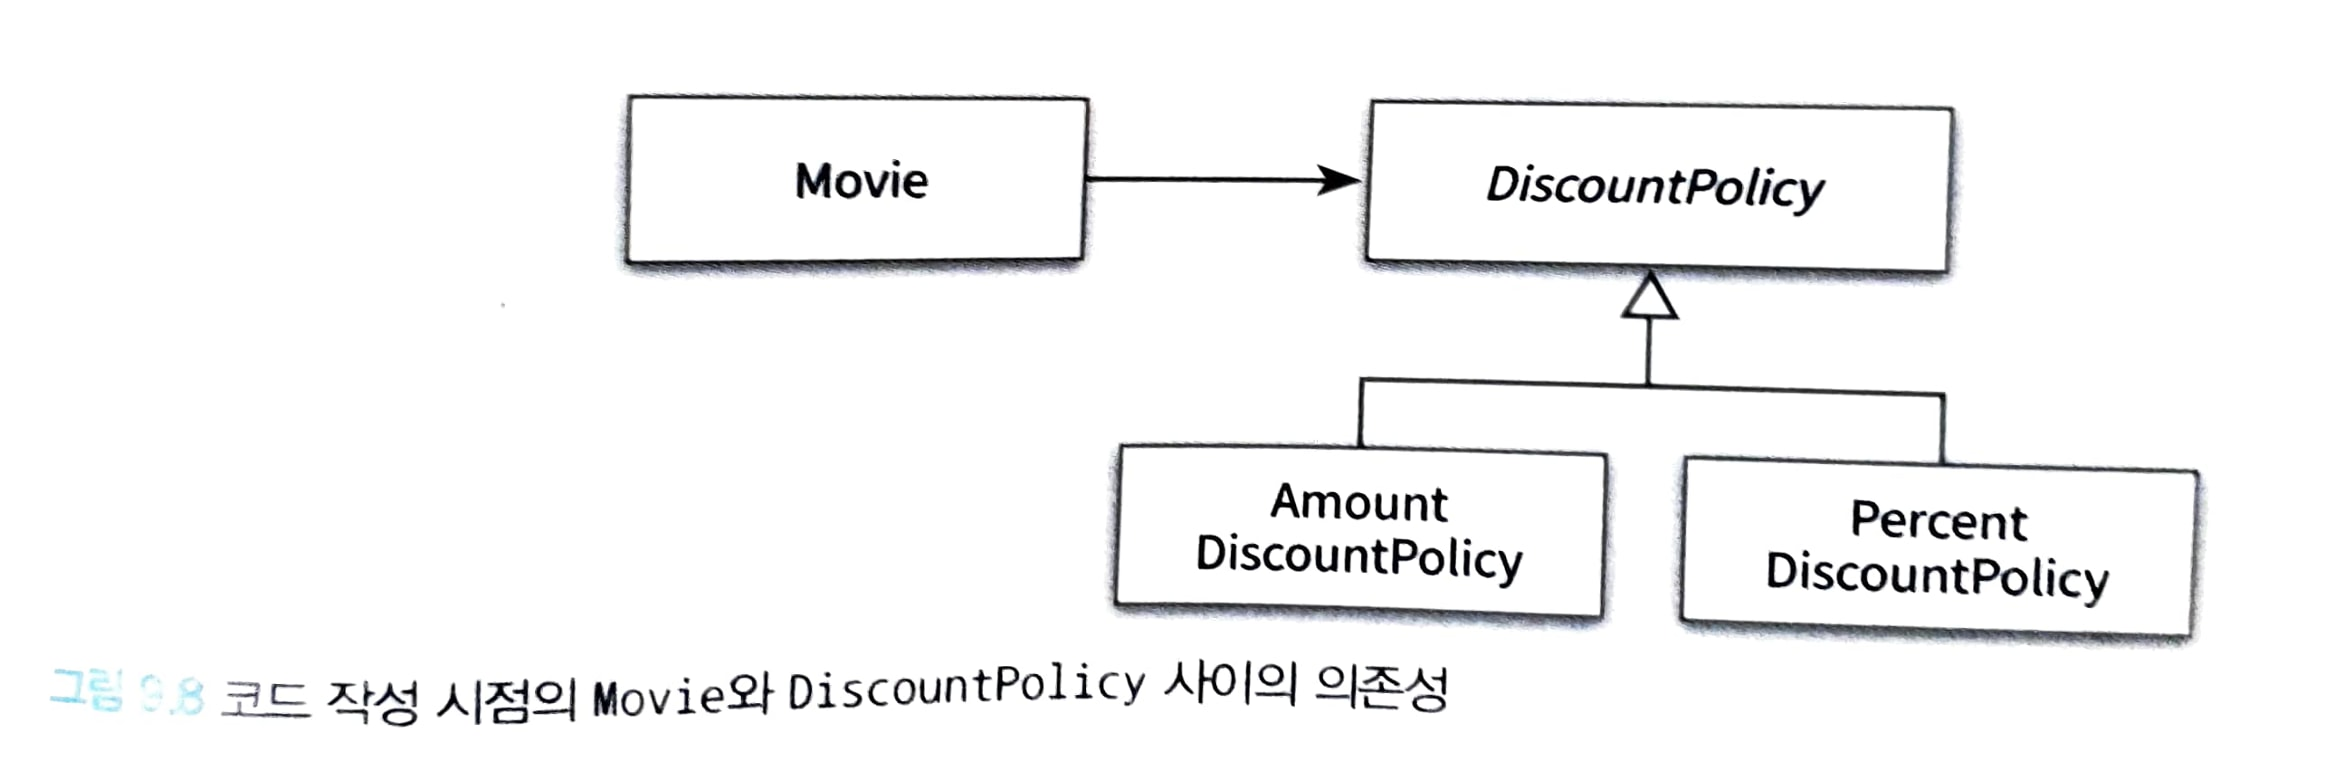 Movie
DiscountPolicy
Amount
DiscountPolicy
Percent
DiscountPolicy
그림 9.8 코드 작성 시점의 Movie와 DiscountPolicy 사이의 의존성